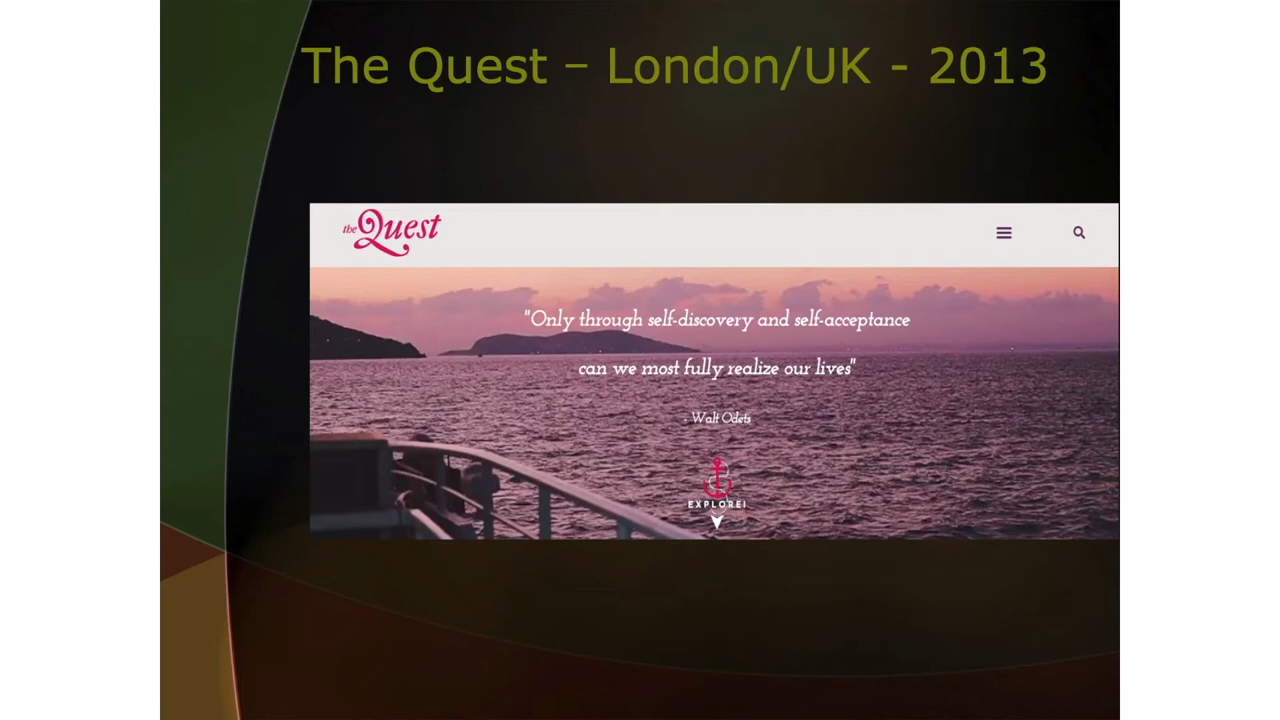 The Quest – London/UK - 2013
the Quest
"Only through self-discovery and self-acceptance
can we most fully realize our lives"
- Walt Odets
EXPLORE!